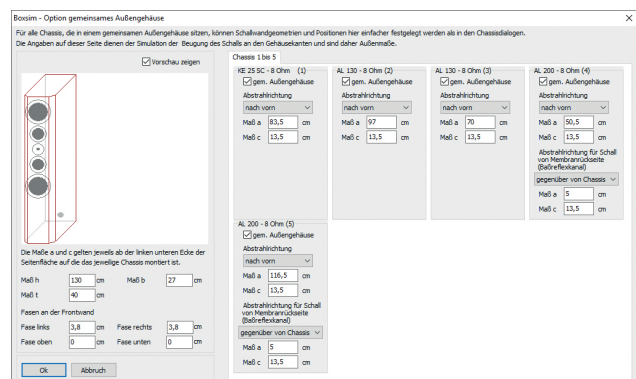 Boxsim - Option gemeinsames Außengehäuse
Für alle Chassis, die in einem gemeinsamen Außengehäuse sitzen, können Schallwandgeometrien und Positionen hier einfacher festgelegt werden als in den Chassisdialogen.
Die Angaben auf dieser Seite dienen der Simulation der Beugung des Schalls an den Gehäusekanten und sind daher Außenmaße.
Vorschau zeigen
Die Maße a und c gelten jeweils ab der linken unteren Ecke der
Seitenfläche auf die das jeweilige Chassis montiert ist.
Maß h 130 cm Maß b 27 cm
Maß t 40 cm
Fasen an der Frontwand
Fase links 3,8 cm Fase rechts 3,8 cm
Fase oben 0 cm Fase unten 0 cm
Ok Abbruch
Chassis 1 bis 5
KE 25 SC - 8 Ohm (1)
gem. Außengehäuse
Abstrahlrichtung
nach vorn
Maß a 83,5 cm
Maß c 13,5 cm
AL 130 - 8 Ohm (2)
gem. Außengehäuse
Abstrahlrichtung
nach vorn
Maß a 97 cm
Maß c 13,5 cm
AL 130 - 8 Ohm (3)
gem. Außengehäuse
Abstrahlrichtung
nach vorn
Maß a 70 cm
Maß c 13,5 cm
AL 200 - 8 Ohm (4)
gem. Außengehäuse
Abstrahlrichtung
nach vorn
Maß a 50,5 cm
Maß c 13,5 cm
Abstrahlrichtung für Schall
von Membranrückseite
(Baßreflexkanal)
gegenüber von Chassis
Maß a 5 cm
Maß c 13,5 cm
AL 200 - 8 Ohm (5)
gem. Außengehäuse
Abstrahlrichtung
nach vorn
Maß a 116,5 cm
Maß c 13,5 cm
Abstrahlrichtung für Schall
von Membranrückseite
(Baßreflexkanal)
gegenüber von Chassis
Maß a 5 cm
Maß c 13,5 cm